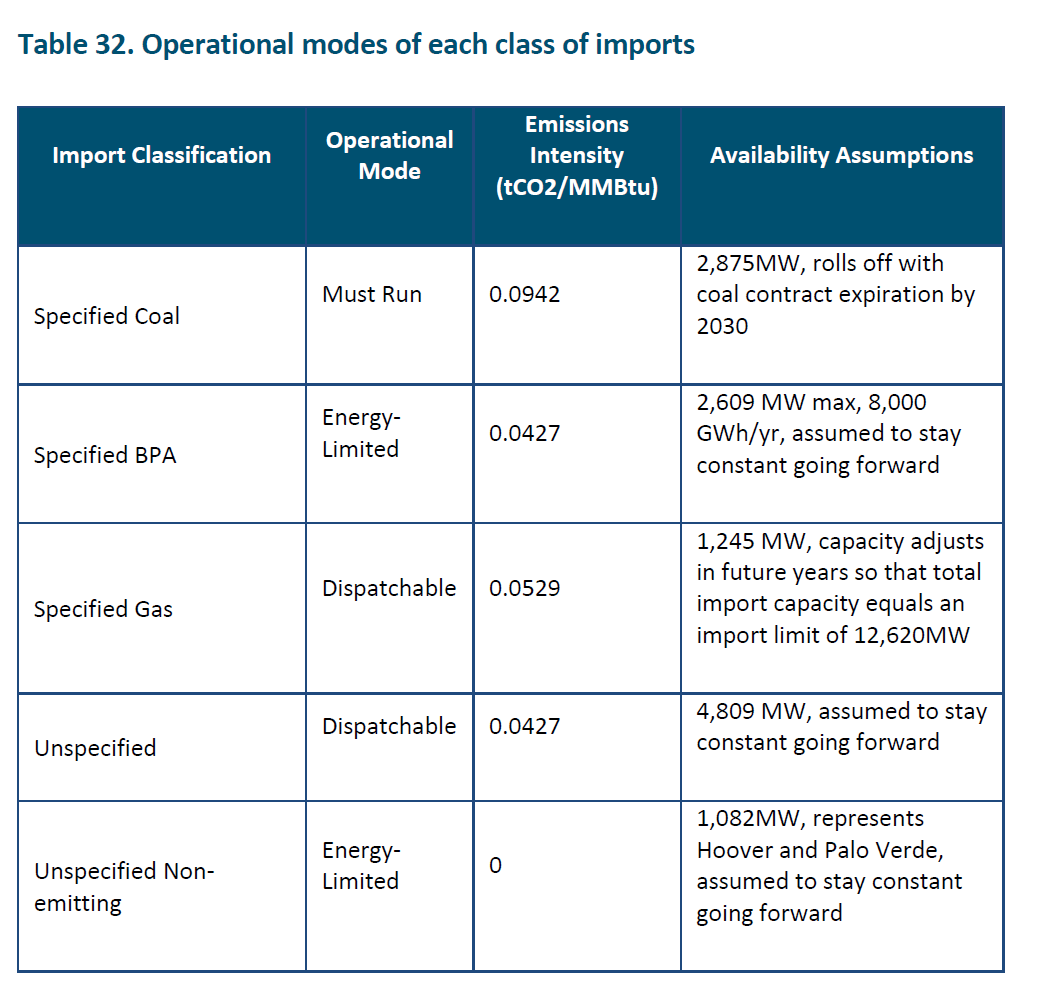 Table 32. Operational modes of each class of imports
Import Classification
Operational
Mode
Emissions
Intensity
(tCO2/MMBtu)
Availability Assumptions
Specified Coal
Must Run
0.0942
2,875MW, rolls off with
coal contract expiration by
2030
Specified BPA
Energy-
Limited
0.0427
2,609 MW max, 8,000
GWh/yr, assumed to stay
constant going forward
Specified Gas
Dispatchable
0.0529
1,245 MW, capacity adjusts
in future years so that total
import capacity equals an
import limit of 12,620MW
Unspecified
Dispatchable
0.0427
4,809 MW, assumed to stay
constant going forward
Unspecified Non-
emitting
Energy-
Limited
0
1,082MW, represents
Hoover and Palo Verde,
assumed to stay constant
going forward